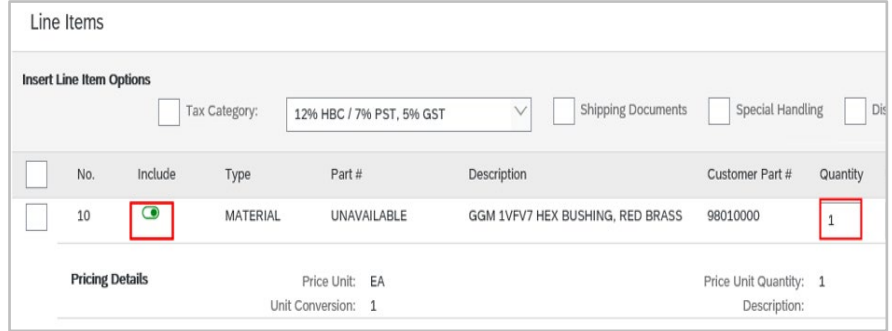 Line Items
Insert Line Item Options
Tax Category: 12% HBC / 7% PST, 5% GST Shipping Documents Special Handling
No. Include Type Part # Description Customer Part # Quantity
10 MATERIAL UNAVAILABLE GGM 1VFV7 HEX BUSHING, RED BRASS 98010000 1
Pricing Details Price Unit: EA Price Unit Quantity: 1
Unit Conversion: 1 Description: